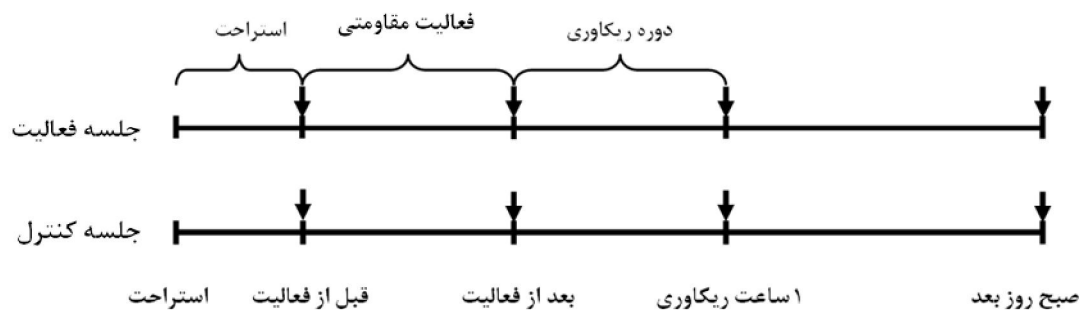 استراحت
فعالیت مقاومتی
دوره ریکاوری
جلسه فعالیت
جلسه کنترل
استراحت
قبل از فعالیت
بعد از فعالیت
۱ ساعت ریکاوری
صبح روز بعد